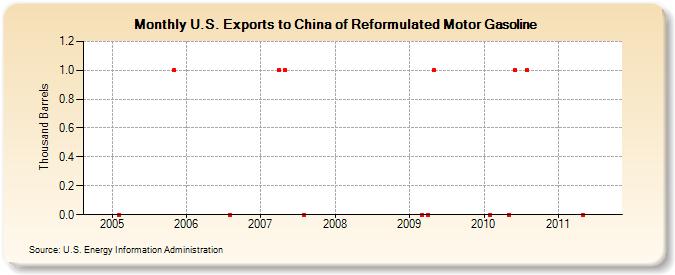 Monthly U.S. Exports to China of Reformulated Motor Gasoline
Thousand Barrels
1.2
1.0
0.8
0.6
0.4
0.2
0.0
2005 2006 2007 2008 2009 2010 2011
Source: U.S. Energy Information Administration